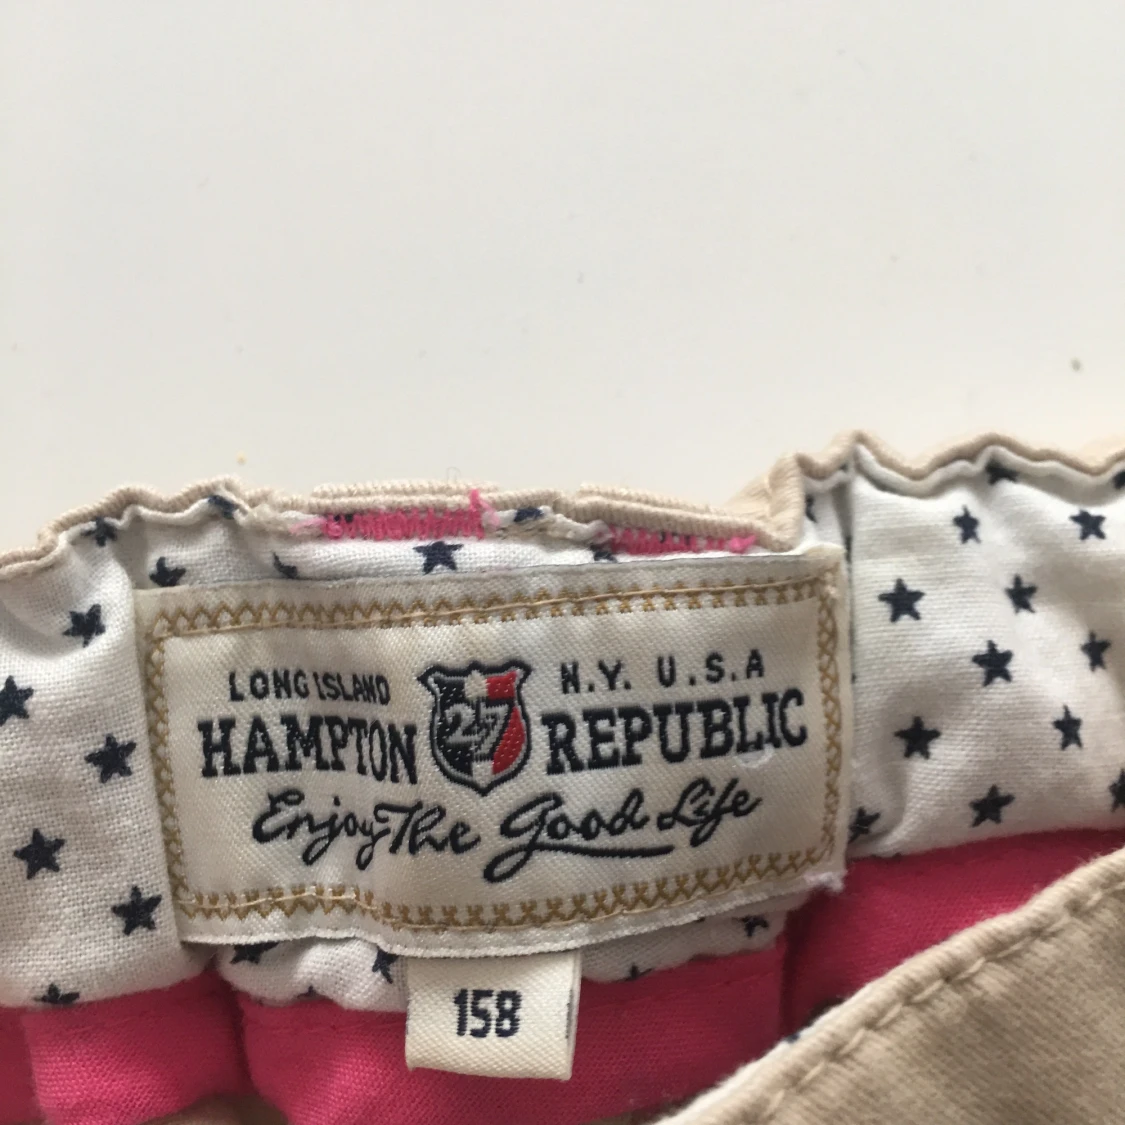 LONG ISLAND N.Y. U.S.A
HAMPTON 27 REPUBLIC
Enjoy The Good Life
158